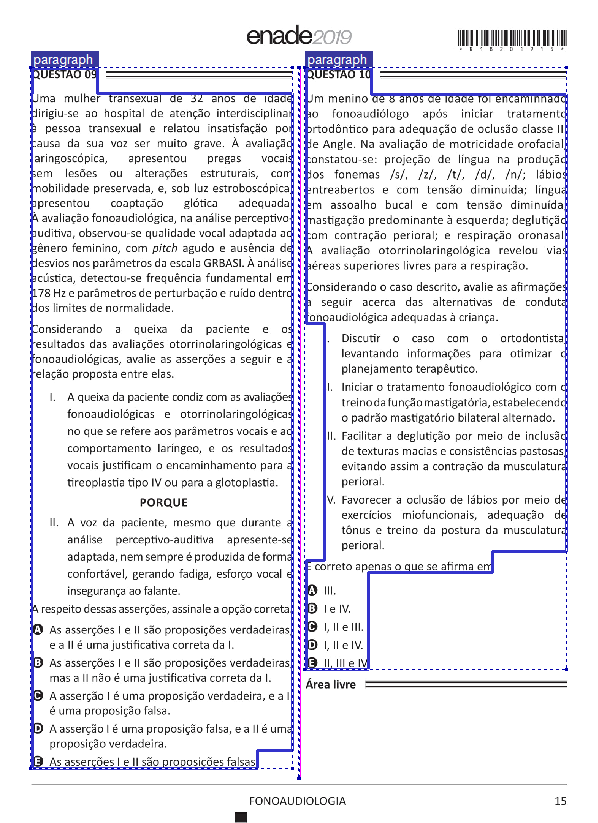 enade2019
paragraph
QUESTÃO 09
Uma mulher transexual de 32 anos de idade
dirigiu-se ao hospital de atenção interdisciplinar
à pessoa transexual e relatou insatisfação por
causa da sua voz ser muito grave. À avaliação
laringoscópica, apresentou pregas vocais
sem lesões ou alterações estruturais, com
mobilidade preservada, e, sob luz estroboscópica,
apresentou coaptação glótica adequada.
À avaliação fonoaudiológica, na análise perceptivo-
auditiva, observou-se qualidade vocal adaptada ao
gênero feminino, com pitch agudo e ausência de
desvios nos parâmetros da escala GRBASI. À análise
acústica, detectou-se frequência fundamental em
178 Hz e parâmetros de perturbação e ruído dentro
dos limites de normalidade.
Considerando a queixa da paciente e os
resultados das avaliações otorrinolaringológicas e
fonoaudiológicas, avalie as asserções a seguir e a
relação proposta entre elas.
I. A queixa da paciente condiz com as avaliações
fonoaudiológicas e otorrinolaringológicas
no que se refere aos parâmetros vocais e ao
comportamento laríngeo, e os resultados
vocais justificam o encaminhamento para a
tireoplastia tipo IV ou para a glotoplastia.
PORQUE
II. A voz da paciente, mesmo que durante a
análise perceptivo-auditiva apresente-se
adaptada, nem sempre é produzida de forma
confortável, gerando fadiga, esforço vocal e
insegurança ao falante.
A respeito dessas asserções, assinale a opção correta.
A As asserções I e II são proposições verdadeiras,
e a II é uma justificativa correta da I.
B As asserções I e II são proposições verdadeiras,
mas a II não é uma justificativa correta da I.
C A asserção I é uma proposição verdadeira, e a II
é uma proposição falsa.
D A asserção I é uma proposição falsa, e a II é uma
proposição verdadeira.
E As asserções I e II são proposições falsas.
paragraph
QUESTÃO 10
Um menino de 8 anos de idade foi encaminhado
ao fonoaudiólogo após iniciar tratamento
ortodôntico para adequação de oclusão classe II
de Angle. Na avaliação de motricidade orofacial,
constatou-se: projeção de língua na produção
dos fonemas /s/, /z/, /t/, /d/, /n/; lábios
entreabertos e com tensão diminuída; língua
em assoalho bucal e com tensão diminuída;
mastigação predominante à esquerda; deglutição
com contração perioral; e respiração oronasal.
A avaliação otorrinolaringológica revelou vias
aéreas superiores livres para a respiração.
Considerando o caso descrito, avalie as afirmações
a seguir acerca das alternativas de conduta
fonoaudiológica adequadas à criança.
I. Discutir o caso com o ortodontista,
levantando informações para otimizar o
planejamento terapêutico.
II. Iniciar o tratamento fonoaudiológico com o
treino da função mastigatória, estabelecendo
o padrão mastigatório bilateral alternado.
III. Facilitar a deglutição por meio de inclusão
de texturas macias e consistências pastosas,
evitando assim a contração da musculatura
perioral.
IV. Favorecer a oclusão de lábios por meio de
exercícios miofuncionais, adequação de
tônus e treino da postura da musculatura
perioral.
É correto apenas o que se afirma em
A III.
B I e IV.
C I, II e III.
D I, II e IV.
E II, III e IV.
Área livre
FONOAUDIOLOGIA
15